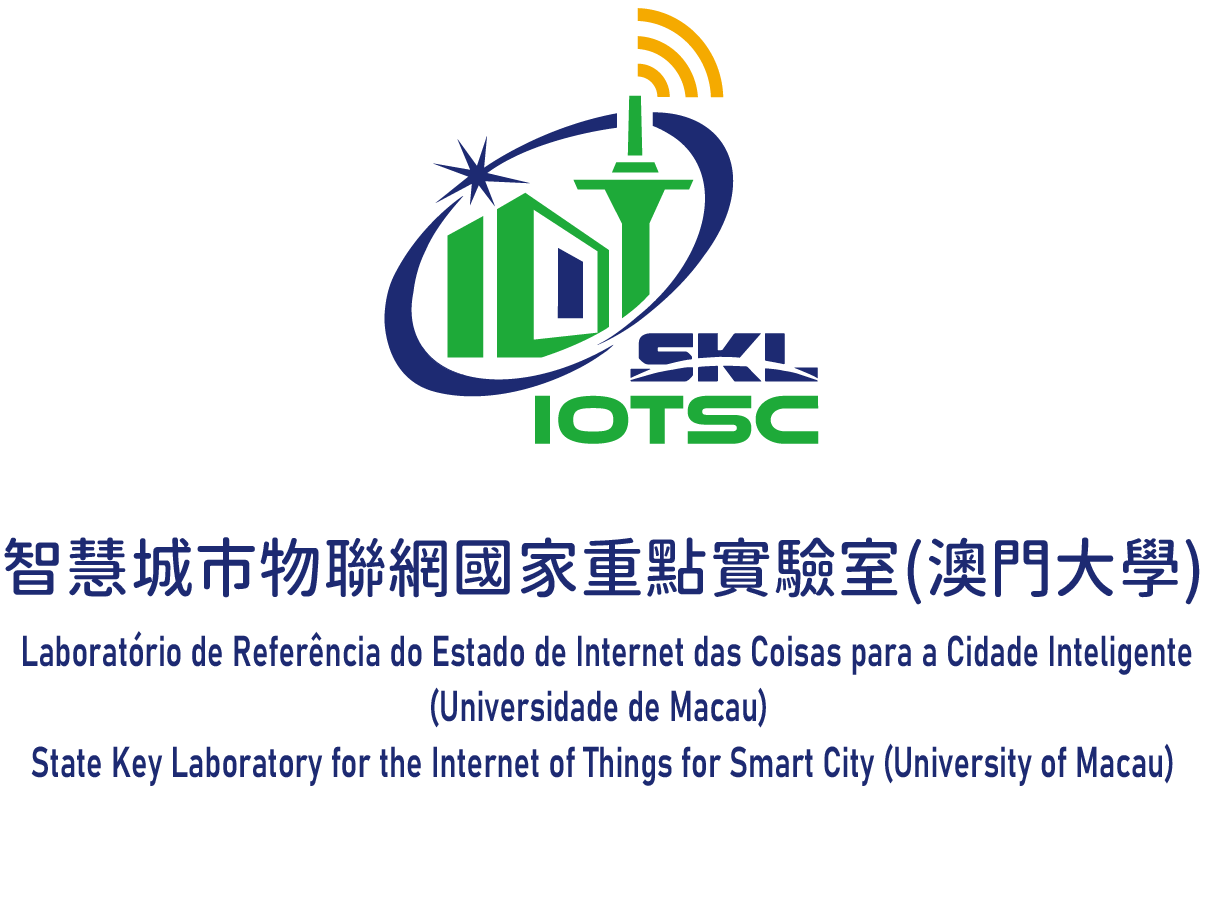 SKL
IOTSC
智慧城市物聯網國家重點實驗室(澳門大學)
Laboratório de Referência do Estado de Internet das Coisas para a Cidade Inteligente
(Universidade de Macau)
State Key Laboratory for the Internet of Things for Smart City (University of Macau)